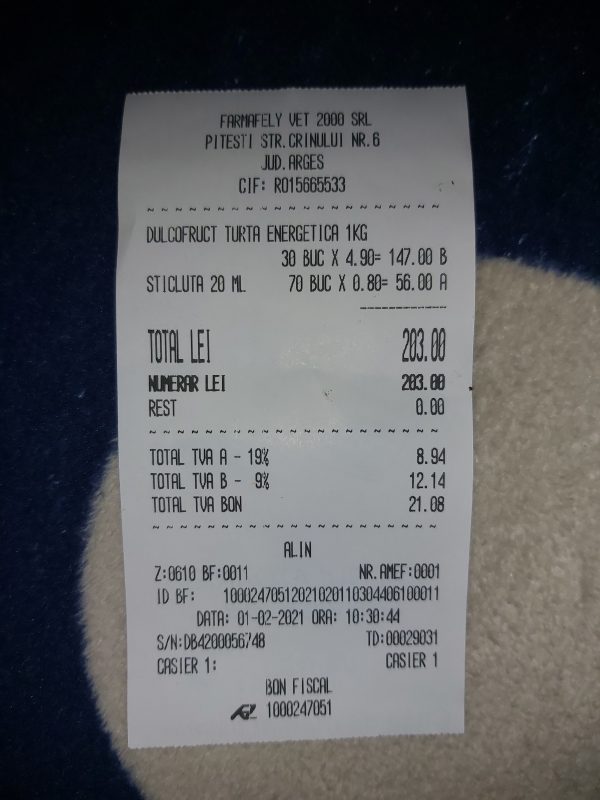 FARMAFELY VET 2000 SRL
PITESTI STR.CRINULUI NR.6
JUD.ARGES
CIF: RO15665533
~ ~ ~ ~ ~ ~ ~ ~ ~ ~ ~ ~ ~ ~ ~ ~ ~ ~ ~
DULCOFRUCT TURTA ENERGETICA 1KG
30 BUC X 4.90= 147.00 B
STICLUTA 20 ML 70 BUC X 0.80= 56.00 A
----------
TOTAL LEI 203.00
NUMERAR LEI 203.00
REST 0.00
~ ~ ~ ~ ~ ~ ~ ~ ~ ~ ~ ~ ~ ~ ~ ~ ~ ~ ~
TOTAL TVA A - 19% 8.94
TOTAL TVA B - 9% 12.14
TOTAL TVA BON 21.08
~ ~ ~ ~ ~ ~ ~ ~ ~ ~ ~ ~ ~ ~ ~ ~ ~ ~ ~
ALIN
Z:0610 BF:0011 NR.AMEF:0001
ID BF: 10002470512021020110304406100011
DATA: 01-02-2021 ORA: 10:30:44
S/N:DB4200056748 TD:00029031
CASIER 1: CASIER 1
BON FISCAL
1000247051